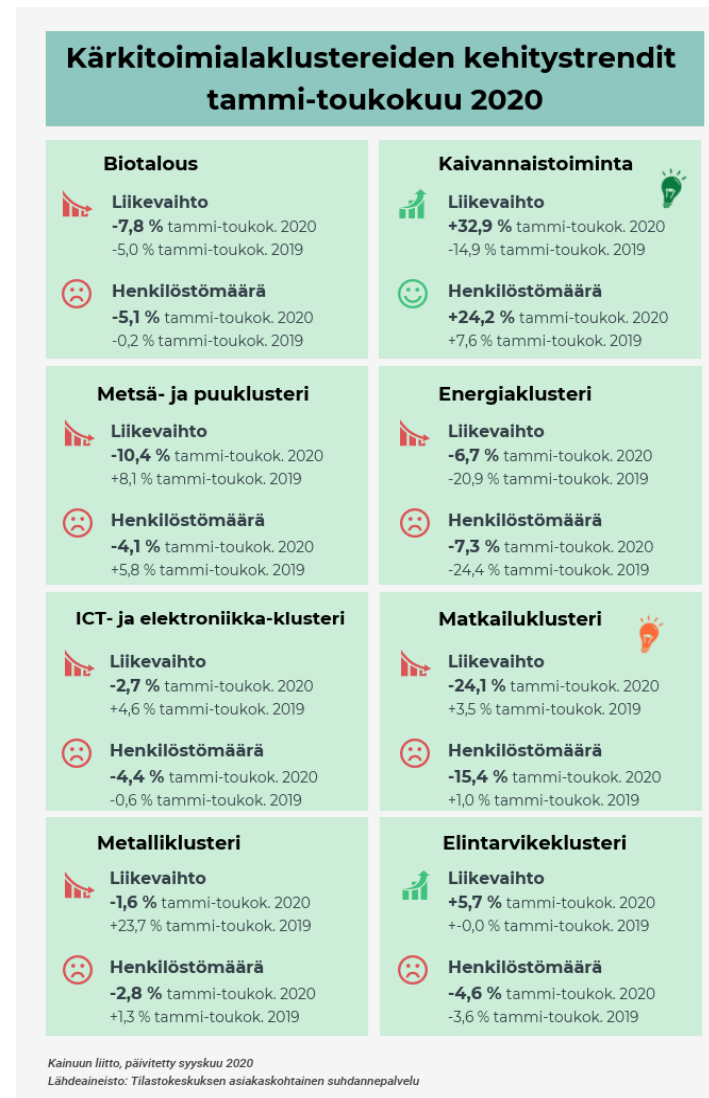 Kärkitoimialaklustereiden kehitystrendit
tammi-toukokuu 2020
Biotalous
Liikevaihto
-7,8 % tammi-toukok. 2020
-5,0 % tammi-toukok. 2019
Henkilöstömäärä
-5,1 % tammi-toukok. 2020
-0,2 % tammi-toukok. 2019
Kaivannaistoiminta
Liikevaihto
+32,9 % tammi-toukok. 2020
-14,9 % tammi-toukok. 2019
Henkilöstömäärä
+24,2 % tammi-toukok. 2020
+7,6 % tammi-toukok. 2019
Metsä- ja puuklusteri
Liikevaihto
-10,4 % tammi-toukok. 2020
+8,1 % tammi-toukok. 2019
Henkilöstömäärä
-4,1 % tammi-toukok. 2020
+5,8 % tammi-toukok. 2019
Energiaklusteri
Liikevaihto
-6,7 % tammi-toukok. 2020
-20,9 % tammi-toukok. 2019
Henkilöstömäärä
-7,3 % tammi-toukok. 2020
-24,4 % tammi-toukok. 2019
ICT- ja elektroniikka-klusteri
Liikevaihto
-2,7 % tammi-toukok. 2020
+4,6 % tammi-toukok. 2019
Henkilöstömäärä
-4,4 % tammi-toukok. 2020
-0,6 % tammi-toukok. 2019
Matkailuklusteri
Liikevaihto
-24,1 % tammi-toukok. 2020
+3,5 % tammi-toukok. 2019
Henkilöstömäärä
-15,4 % tammi-toukok. 2020
+1,0 % tammi-toukok. 2019
Metalliklusteri
Liikevaihto
-1,6 % tammi-toukok. 2020
+23,7 % tammi-toukok. 2019
Henkilöstömäärä
-2,8 % tammi-toukok. 2020
+1,3 % tammi-toukok. 2019
Elintarvikeklusteri
Liikevaihto
+5,7 % tammi-toukok. 2020
+-0,0 % tammi-toukok. 2019
Henkilöstömäärä
-4,6 % tammi-toukok. 2020
-3,6 % tammi-toukok. 2019
Kainuun liitto, päivitetty syyskuu 2020
Lähdeaineisto: Tilastokeskuksen asiakaskohtainen suhdannepalvelu